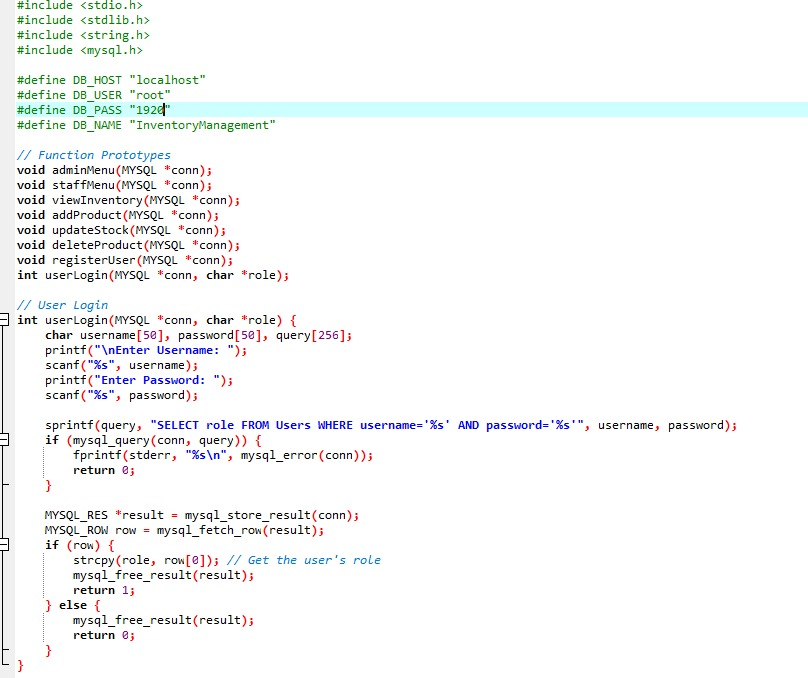 #include <stdio.h>
#include <stdlib.h>
#include <string.h>
#include <mysql.h>

#define DB_HOST "localhost"
#define DB_USER "root"
#define DB_PASS "1920"
#define DB_NAME "InventoryManagement"

// Function Prototypes
void adminMenu(MYSQL *conn);
void staffMenu(MYSQL *conn);
void viewInventory(MYSQL *conn);
void addProduct(MYSQL *conn);
void updateStock(MYSQL *conn);
void deleteProduct(MYSQL *conn);
void registerUser(MYSQL *conn);
int userLogin(MYSQL *conn, char *role);

// User Login
int userLogin(MYSQL *conn, char *role) {
    char username[50], password[50], query[256];
    printf("\nEnter Username: ");
    scanf("%s", username);
    printf("Enter Password: ");
    scanf("%s", password);

    sprintf(query, "SELECT role FROM Users WHERE username='%s' AND password='%s'", username, password);
    if (mysql_query(conn, query)) {
        fprintf(stderr, "%s\n", mysql_error(conn));
        return 0;
    }

    MYSQL_RES *result = mysql_store_result(conn);
    MYSQL_ROW row = mysql_fetch_row(result);
    if (row) {
        strcpy(role, row[0]); // Get the user's role
        mysql_free_result(result);
        return 1;
    } else {
        mysql_free_result(result);
        return 0;
    }
}